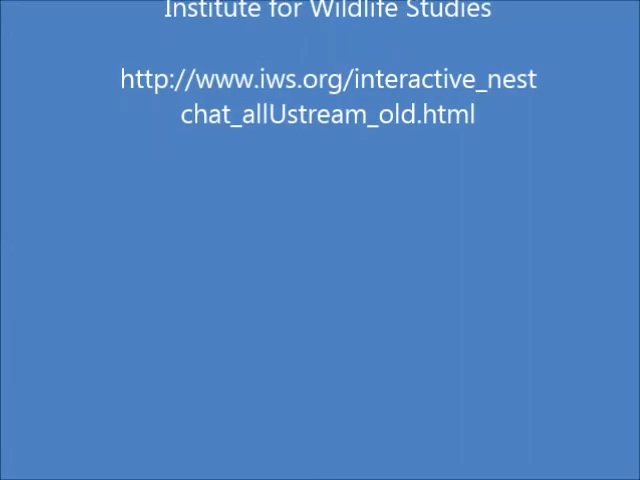 Institute for Wildlife Studies
http://www.iws.org/interactive_nest
chat_allUstream_old.html